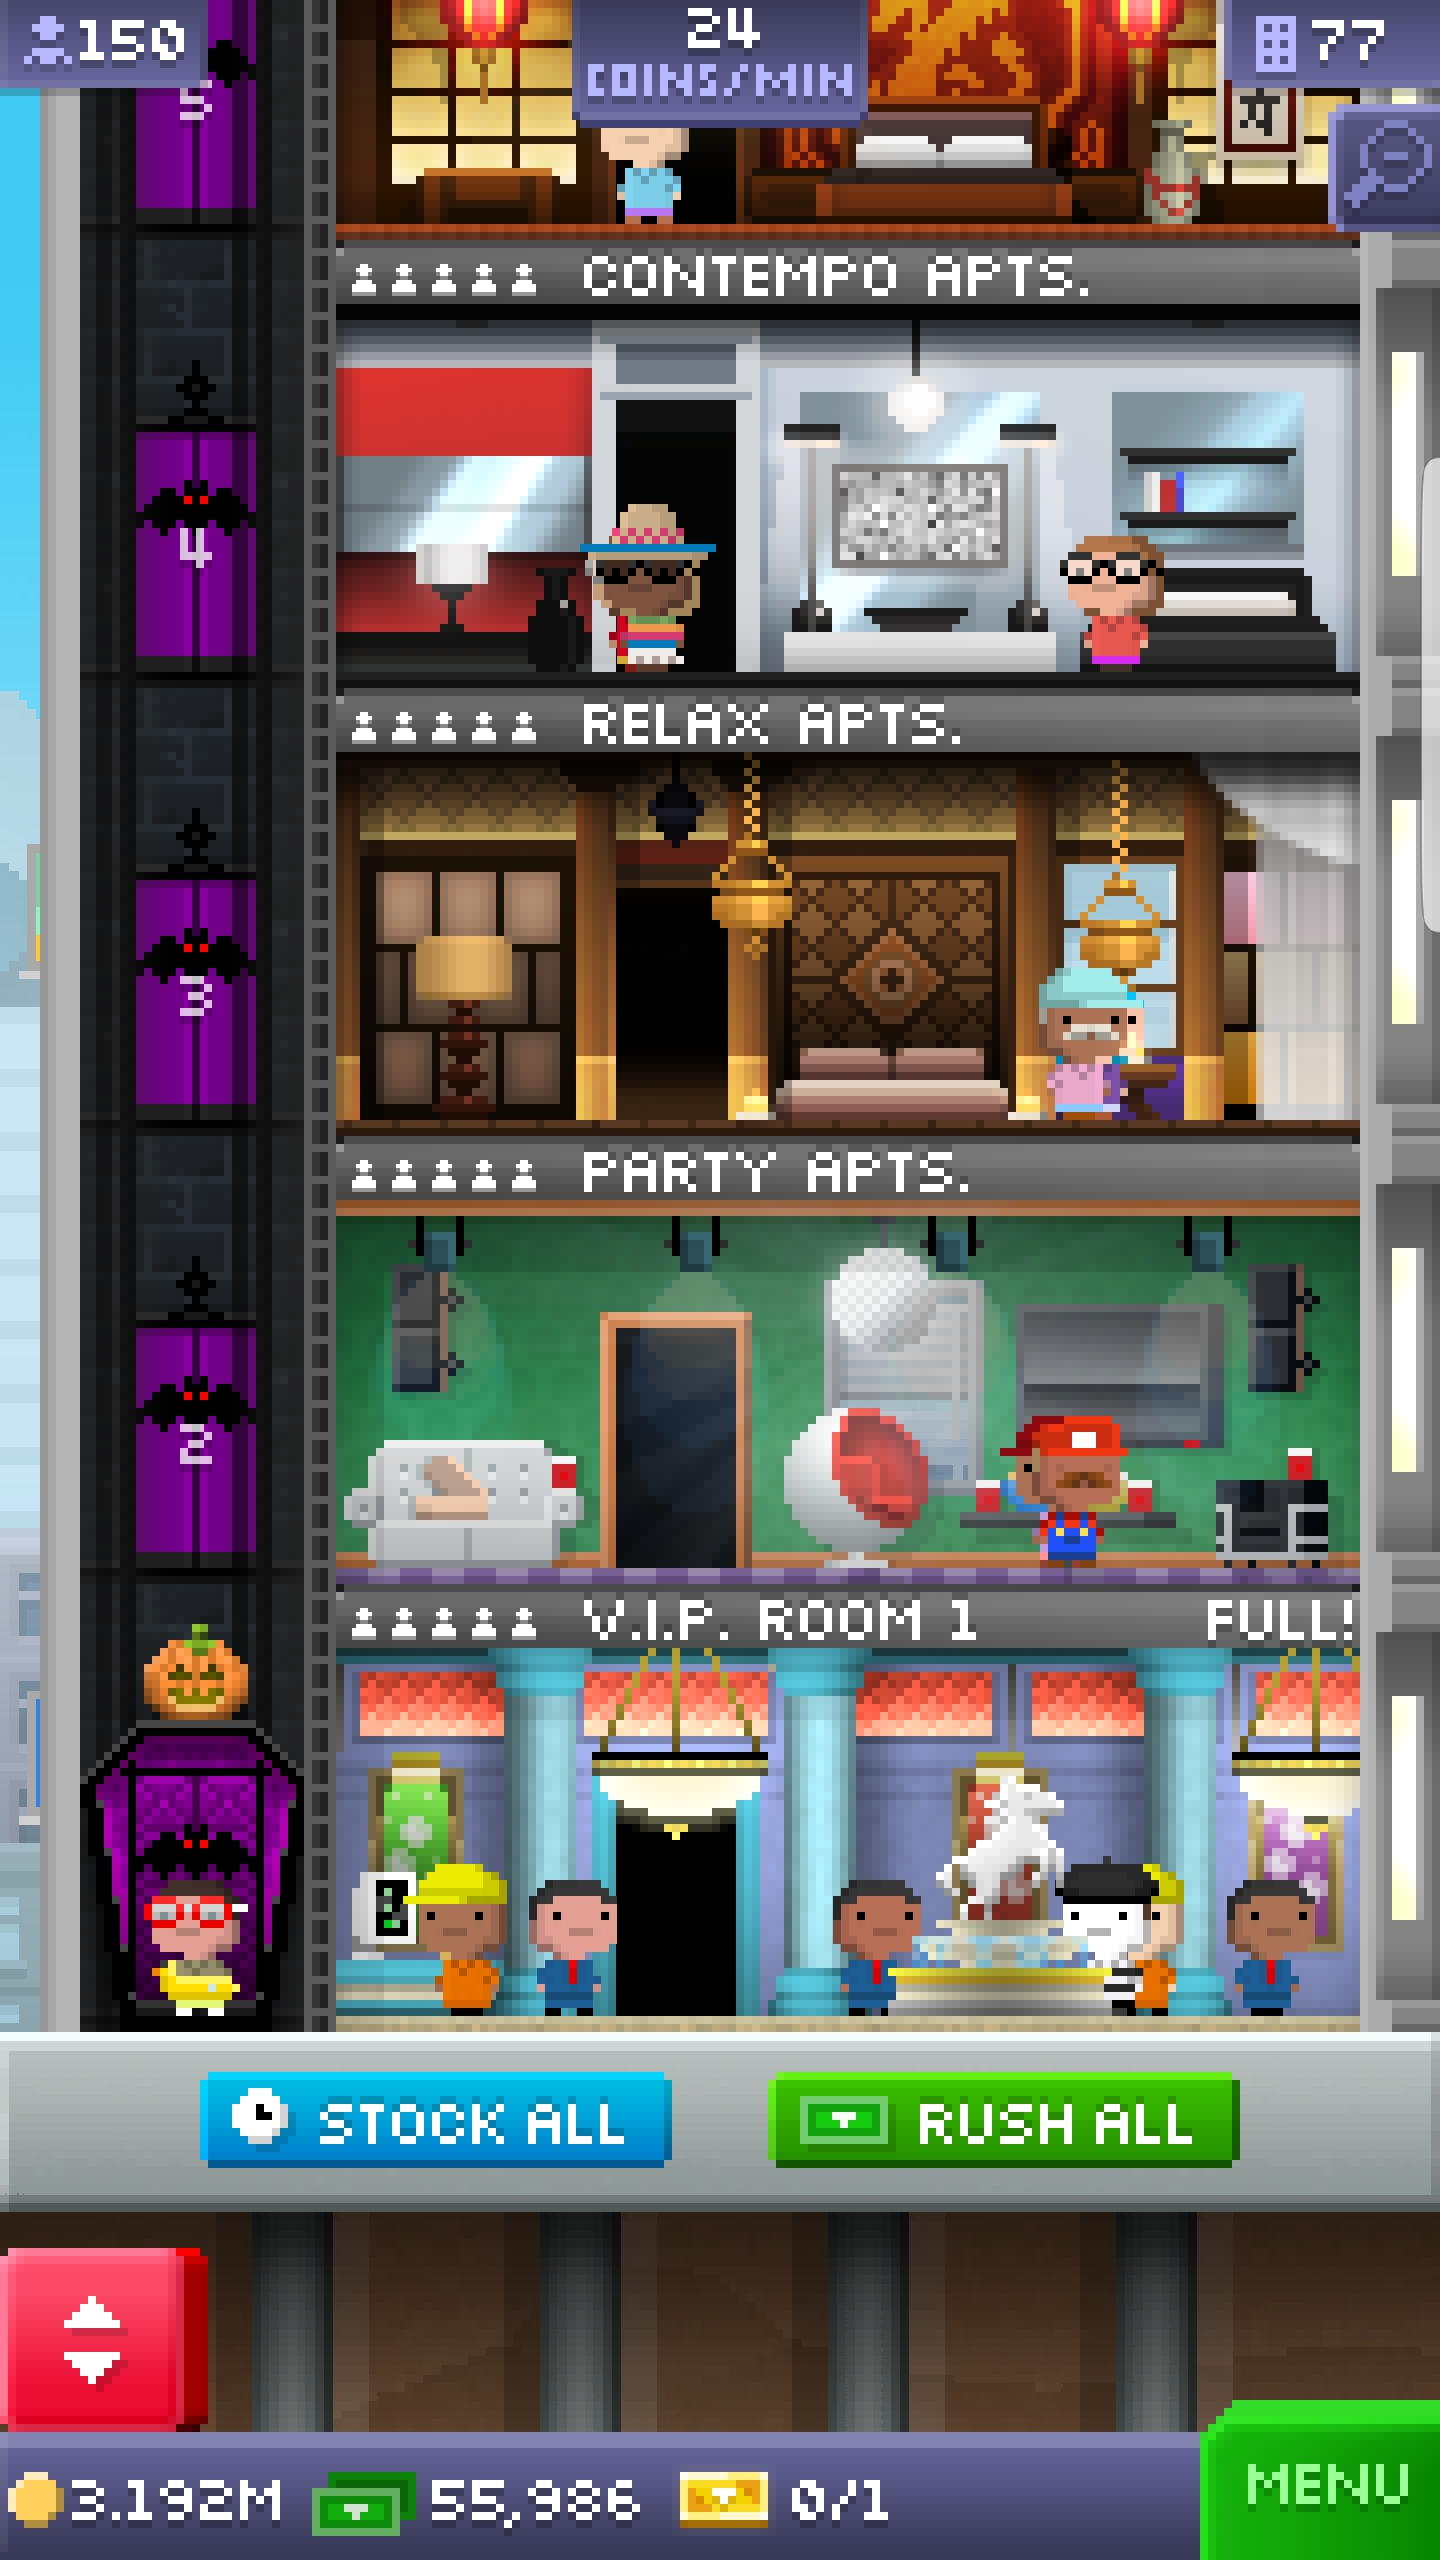 150
24
COINS/MIN
77
5
CONTEMPO APTS.
4
RELAX APTS.
3
PARTY APTS.
2
V.I.P. ROOM 1 FULL!
STOCK ALL
RUSH ALL
3.192M 55,986 0/1
MENU